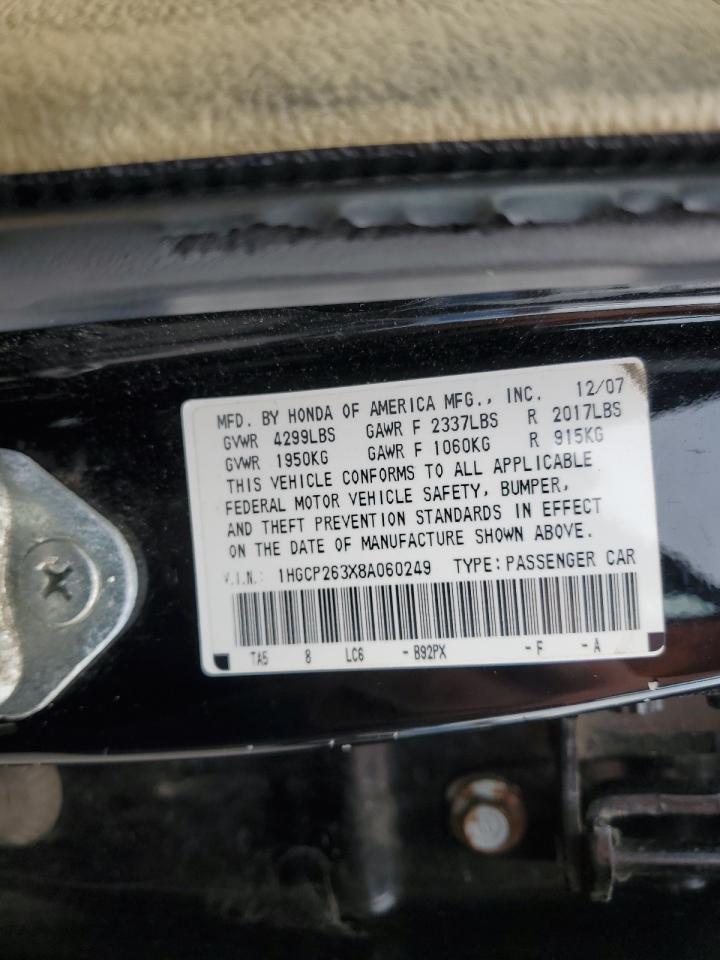 MFD. BY HONDA OF AMERICA MFG., INC. 12/07
GVWR 4299LBS GAWR F 2337LBS R 2017LBS
GVWR 1950KG GAWR F 1060KG R 915KG
THIS VEHICLE CONFORMS TO ALL APPLICABLE
FEDERAL MOTOR VEHICLE SAFETY, BUMPER,
AND THEFT PREVENTION STANDARDS IN EFFECT
ON THE DATE OF MANUFACTURE SHOWN ABOVE.
V.I.N.: 1HGCP263X8A060249 TYPE: PASSENGER CAR
TA5 8 LC6 -B92PX -F -A